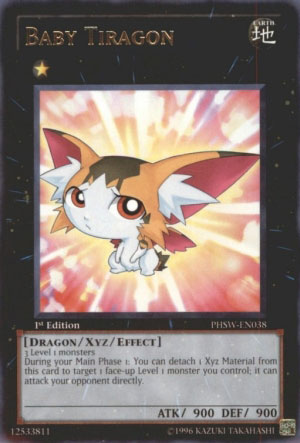 BABY TIRAGON
EARTH
地
1st Edition
PHSW-EN038
[DRAGON/XYZ/EFFECT]
3 Level 1 monsters
During your Main Phase 1: You can detach 1 Xyz Material from
this card to target 1 face-up Level 1 monster you control; it can
attack your opponent directly.
ATK/ 900 DEF/ 900
12533811
©1996 KAZUKI TAKAHASHI